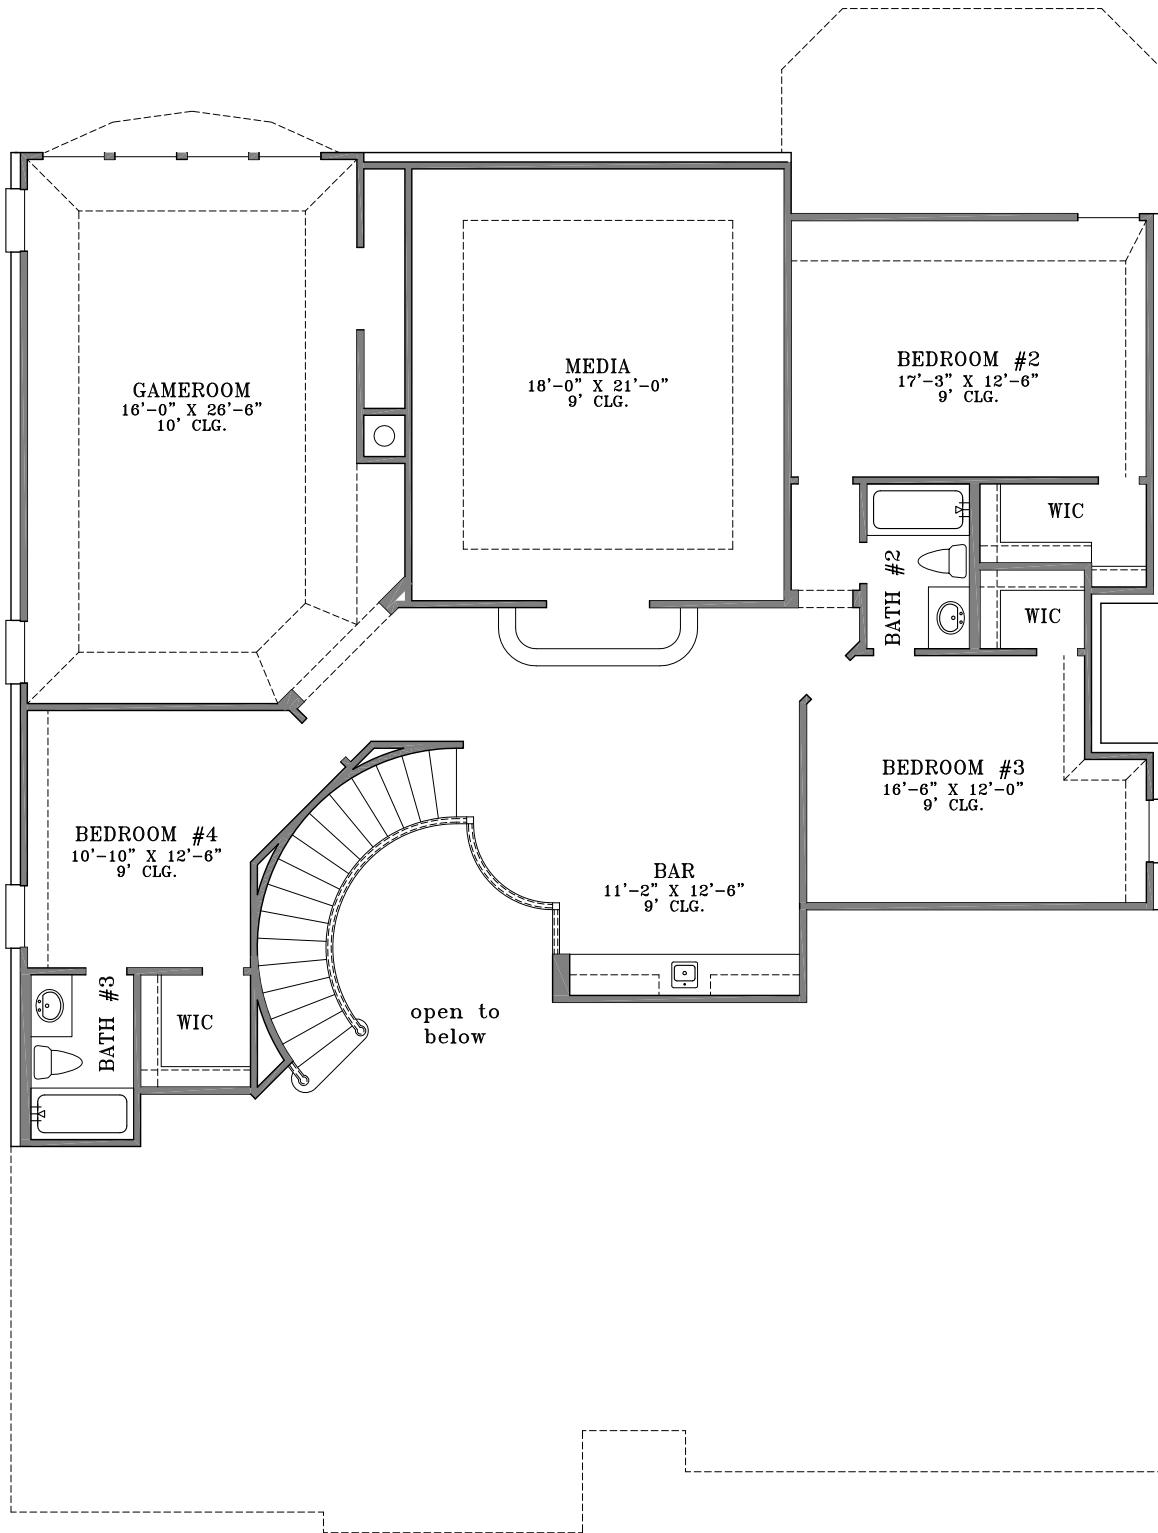 GAMEROOM
16'-0" X 26'-6"
10' CLG.
MEDIA
18'-0" X 21'-0"
9' CLG.
BEDROOM #2
17'-3" X 12'-6"
9' CLG.
WIC
BATH #2
WIC
BEDROOM #3
16'-6" X 12'-0"
9' CLG.
BEDROOM #4
10'-10" X 12'-6"
9' CLG.
BAR
11'-2" X 12'-6"
9' CLG.
BATH #3
WIC
open to
below